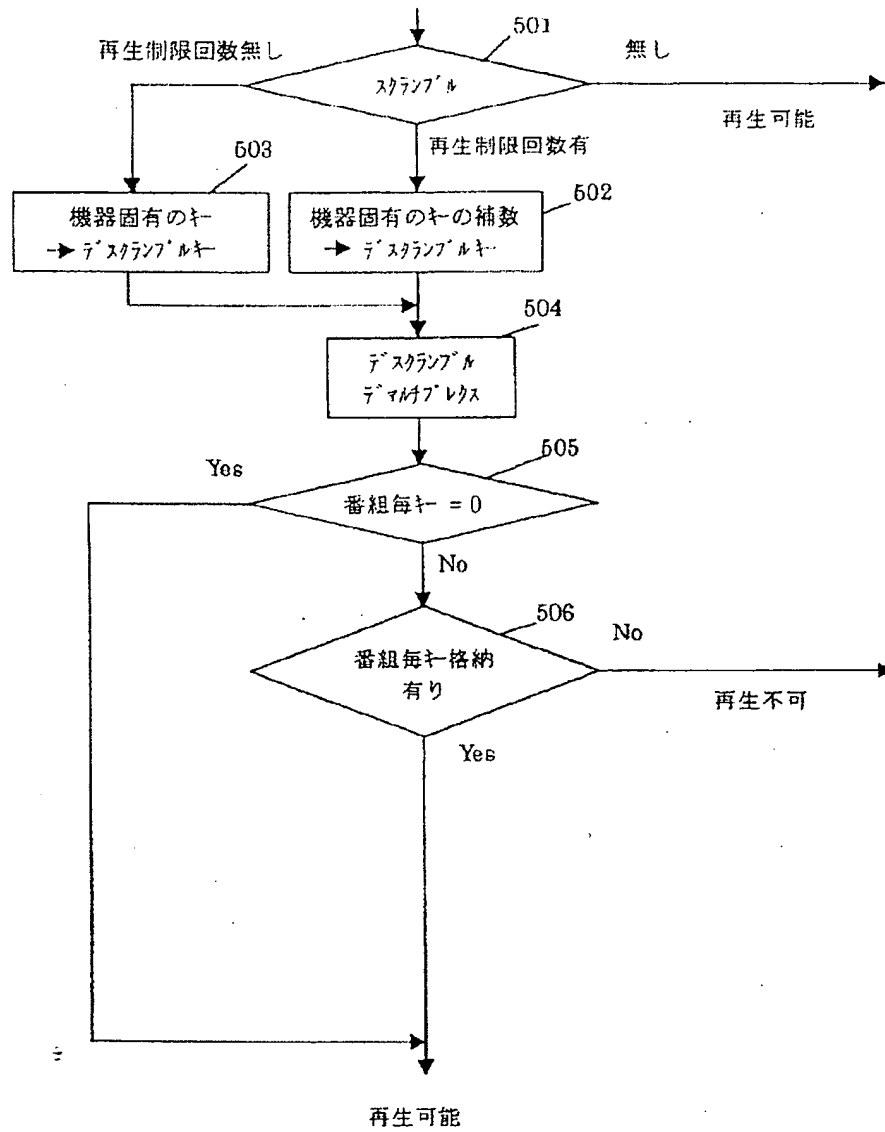 501
再生制限回数無し
無し
スクランブル
再生可能
再生制限回数有
503
502
機器固有のキー
→ デスクランブルキー
機器固有のキーの補数
→ デスクランブルキー
504
デスクランブル
デマルチプレクス
505
Yes
番組毎キー = 0
No
506
No
番組毎キー格納
有り
再生不可
Yes
再生可能